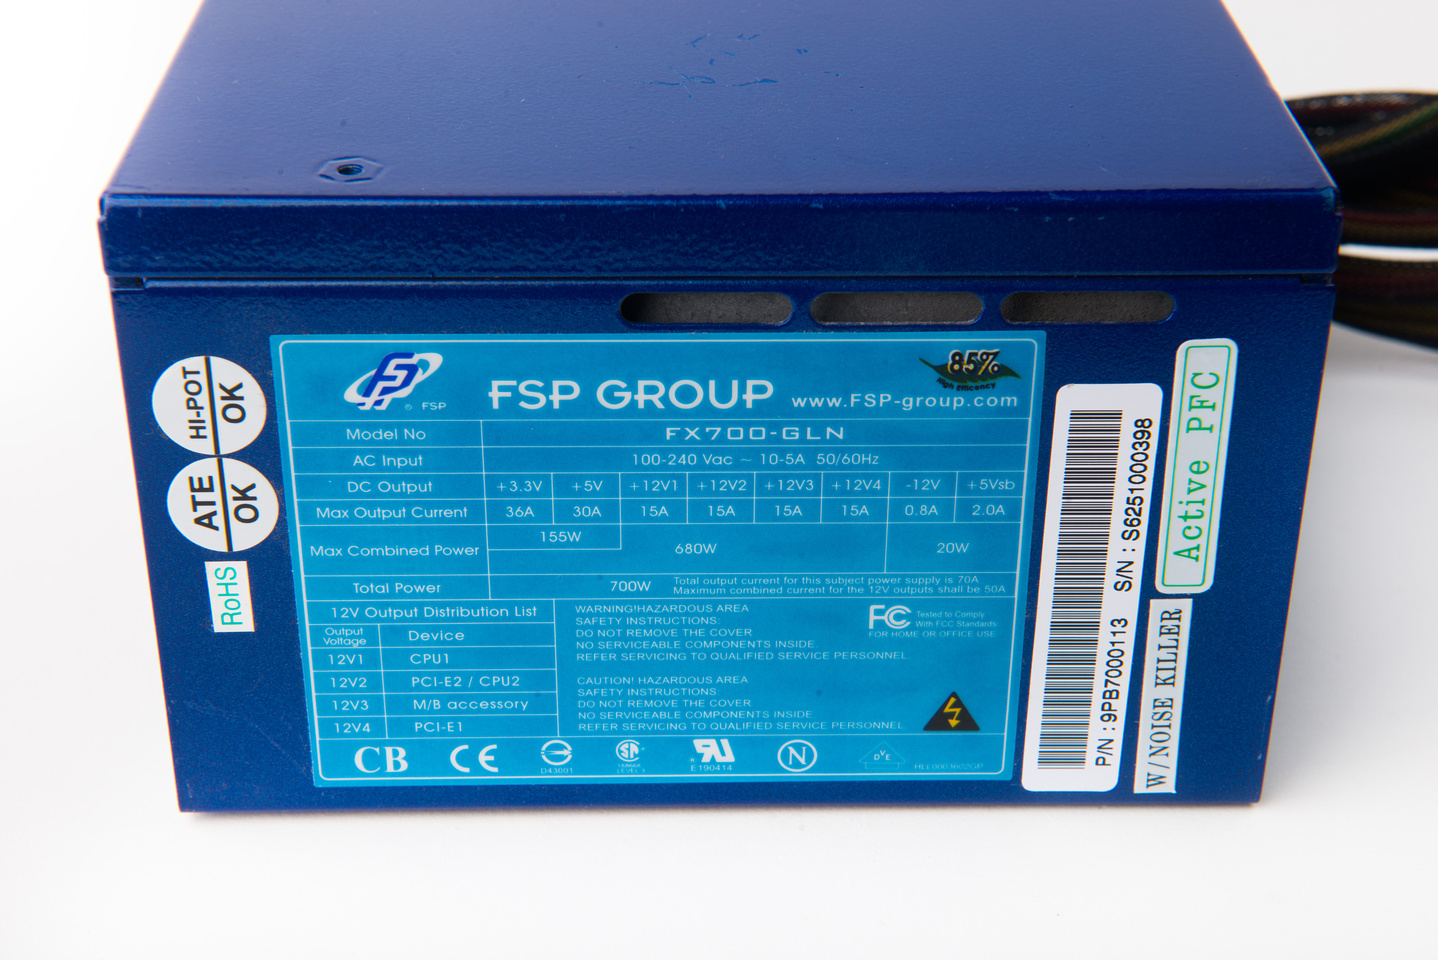 FSP
85%
High Efficency
FSP GROUP
www.FSP-group.com
Model No FX700-GLN
AC Input 100-240 Vac ~ 10-5A 50/60Hz
DC Output +3.3V +5V +12V1 +12V2 +12V3 +12V4 -12V +5Vsb
Max Output Current 36A 30A 15A 15A 15A 15A 0.8A 2.0A
Max Combined Power 155W 680W 20W
Total Power 700W
Total output current for this subject power supply is 70A
Maximum combined current for the 12V outputs shall be 50A
12V Output Distribution List
Output Voltage Device
12V1 CPU1
12V2 PCI-E2 / CPU2
12V3 M/B accessory
12V4 PCI-E1
WARNING!HAZARDOUS AREA
SAFETY INSTRUCTIONS:
DO NOT REMOVE THE COVER
NO SERVICEABLE COMPONENTS INSIDE.
REFER SERVICING TO QUALIFIED SERVICE PERSONNEL.
CAUTION! HAZARDOUS AREA
SAFETY INSTRUCTIONS:
DO NOT REMOVE THE COVER
NO SERVICEABLE COMPONENTS INSIDE
REFER SERVICING TO QUALIFIED SERVICE PERSONNEL
FC
Tested to Comply
With FCC Standards
FOR HOME OR OFFICE USE
CB
CE
D43001
E190414
N
DVE
HI-POT
OK
ATE
OK
RoHS
P/N : 9PB7000113 S/N : S6251000398
Active PFC
W/NOISE KILLER